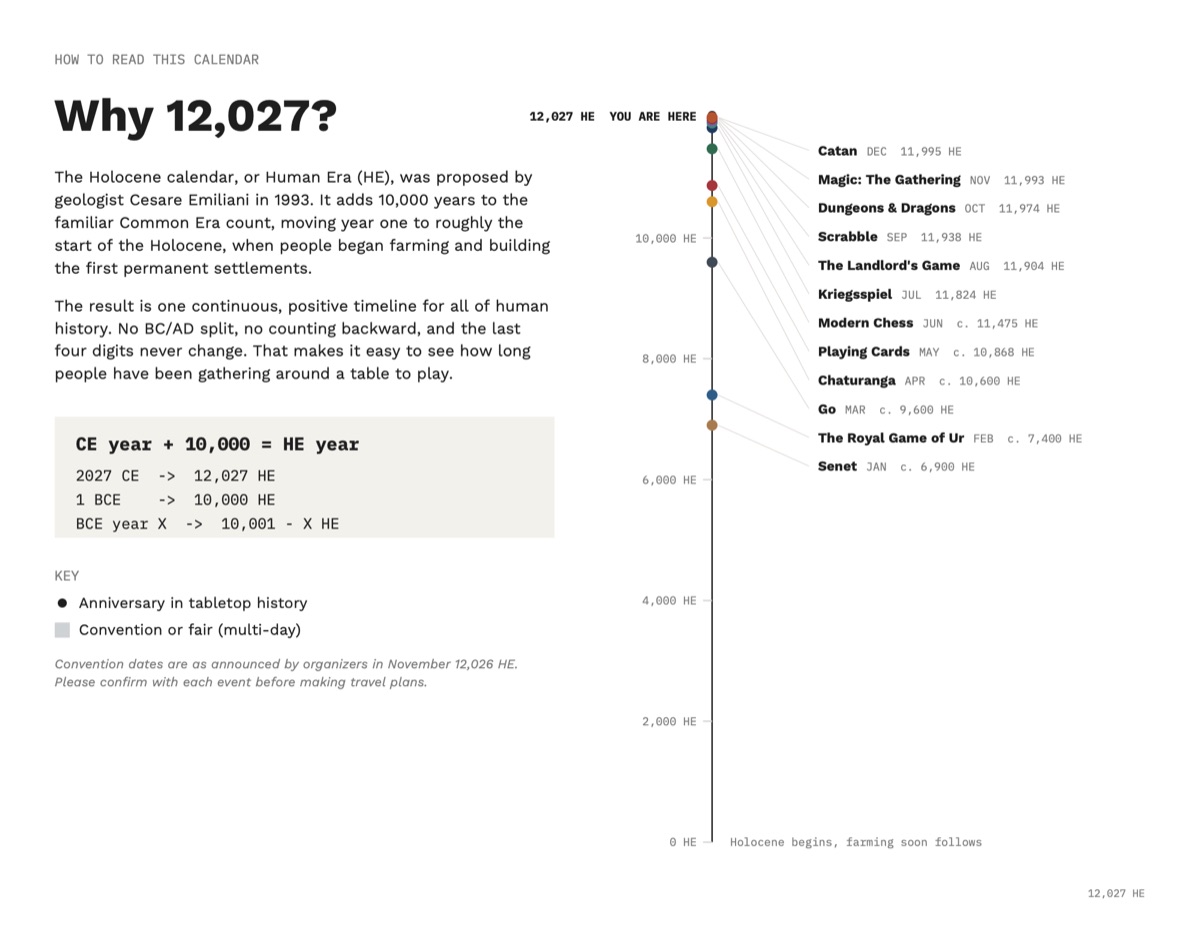 HOW TO READ THIS CALENDAR
Why 12,027?
The Holocene calendar, or Human Era (HE), was proposed by
geologist Cesare Emiliani in 1993. It adds 10,000 years to the
familiar Common Era count, moving year one to roughly the
start of the Holocene, when people began farming and building
the first permanent settlements.
The result is one continuous, positive timeline for all of human
history. No BC/AD split, no counting backward, and the last
four digits never change. That makes it easy to see how long
people have been gathering around a table to play.
CE year + 10,000 = HE year
2027 CE -> 12,027 HE
1 BCE -> 10,000 HE
BCE year X -> 10,001 - X HE
KEY
Anniversary in tabletop history
Convention or fair (multi-day)
Convention dates are as announced by organizers in November 12,026 HE.
Please confirm with each event before making travel plans.
12,027 HE YOU ARE HERE
10,000 HE
8,000 HE
6,000 HE
4,000 HE
2,000 HE
0 HE
Holocene begins, farming soon follows
Catan DEC 11,995 HE
Magic: The Gathering NOV 11,993 HE
Dungeons & Dragons OCT 11,974 HE
Scrabble SEP 11,938 HE
The Landlord's Game AUG 11,904 HE
Kriegsspiel JUL 11,824 HE
Modern Chess JUN c. 11,475 HE
Playing Cards MAY c. 10,868 HE
Chaturanga APR c. 10,600 HE
Go MAR c. 9,600 HE
The Royal Game of Ur FEB c. 7,400 HE
Senet JAN c. 6,900 HE
12,027 HE